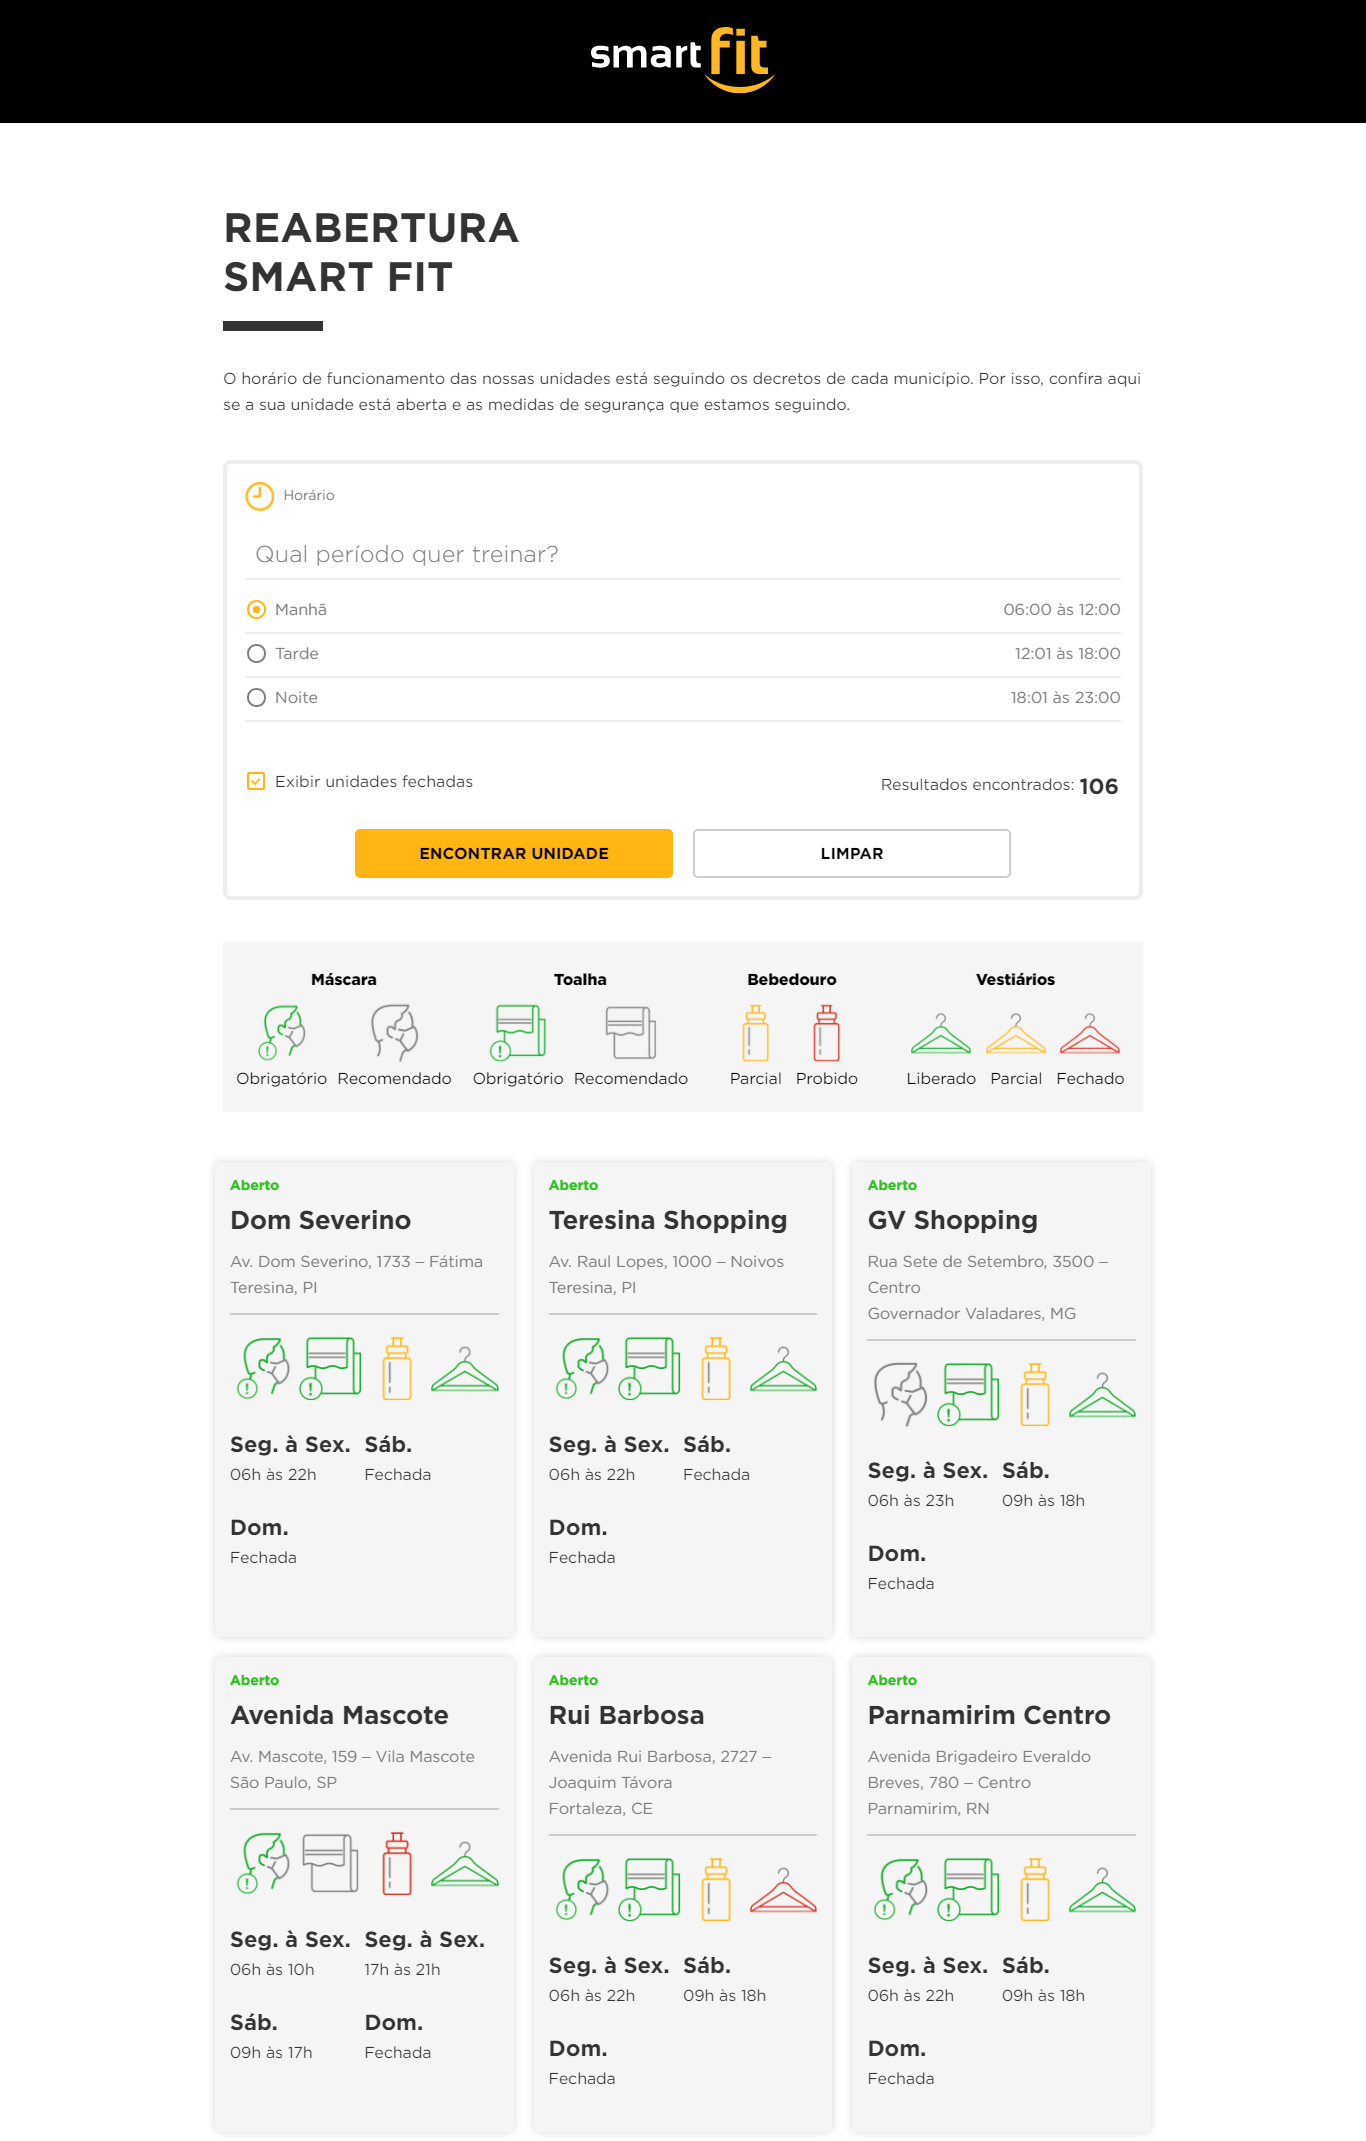 smart fit
REABERTURA
SMART FIT
O horário de funcionamento das nossas unidades está seguindo os decretos de cada município. Por isso, confira aqui
se a sua unidade está aberta e as medidas de segurança que estamos seguindo.
Horário
Qual período quer treinar?
Manhã 06:00 às 12:00
Tarde 12:01 às 18:00
Noite 18:01 às 23:00
Exibir unidades fechadas Resultados encontrados: 106
ENCONTRAR UNIDADE LIMPAR
Máscara Toalha Bebedouro Vestiários
Obrigatório Recomendado Obrigatório Recomendado Parcial Probido Liberado Parcial Fechado
Aberto
Dom Severino
Av. Dom Severino, 1733 – Fátima
Teresina, PI
Seg. à Sex. Sáb.
06h às 22h Fechada
Dom.
Fechada
Aberto
Teresina Shopping
Av. Raul Lopes, 1000 – Noivos
Teresina, PI
Seg. à Sex. Sáb.
06h às 22h Fechada
Dom.
Fechada
Aberto
GV Shopping
Rua Sete de Setembro, 3500 –
Centro
Governador Valadares, MG
Seg. à Sex. Sáb.
06h às 23h 09h às 18h
Dom.
Fechada
Aberto
Avenida Mascote
Av. Mascote, 159 – Vila Mascote
São Paulo, SP
Seg. à Sex. Seg. à Sex.
06h às 10h 17h às 21h
Sáb. Dom.
09h às 17h Fechada
Aberto
Rui Barbosa
Avenida Rui Barbosa, 2727 –
Joaquim Távora
Fortaleza, CE
Seg. à Sex. Sáb.
06h às 22h 09h às 18h
Dom.
Fechada
Aberto
Parnamirim Centro
Avenida Brigadeiro Everaldo
Breves, 780 – Centro
Parnamirim, RN
Seg. à Sex. Sáb.
06h às 22h 09h às 18h
Dom.
Fechada